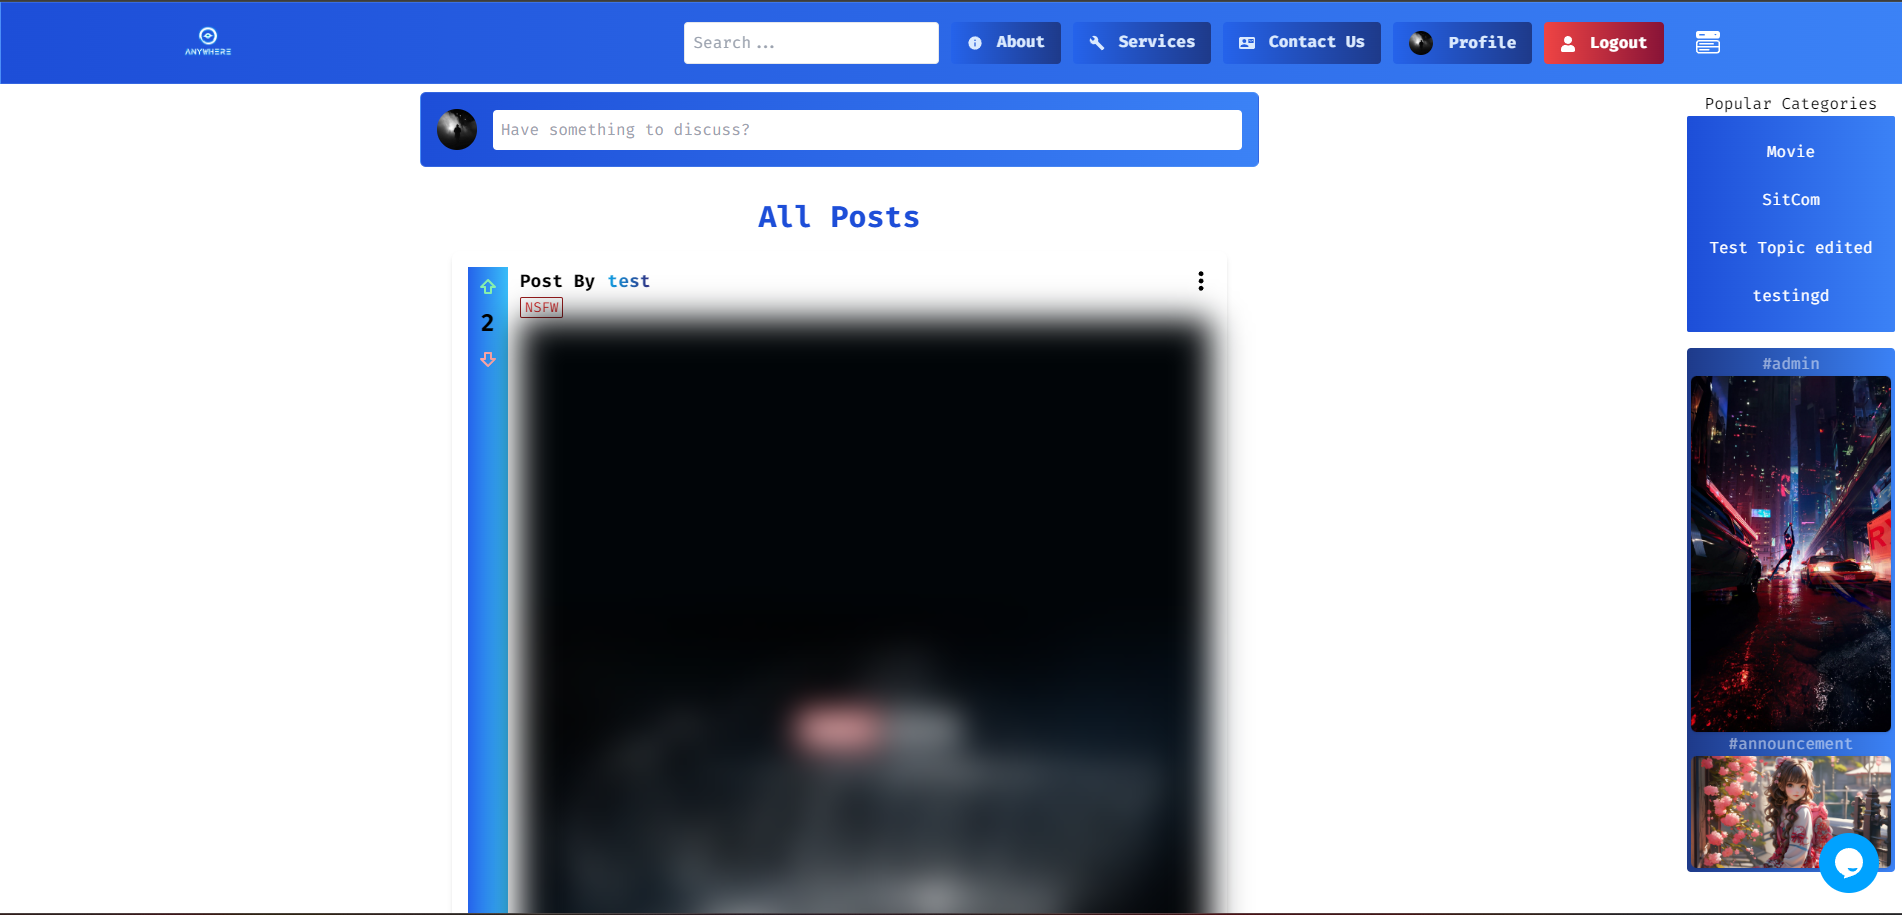 ANYWHERE
Search...
About
Services
Contact Us
Profile
Logout
Have something to discuss?
All Posts
Post By test
NSFW
2
Popular Categories
Movie
SitCom
Test Topic edited
testingd
#admin
#announcement